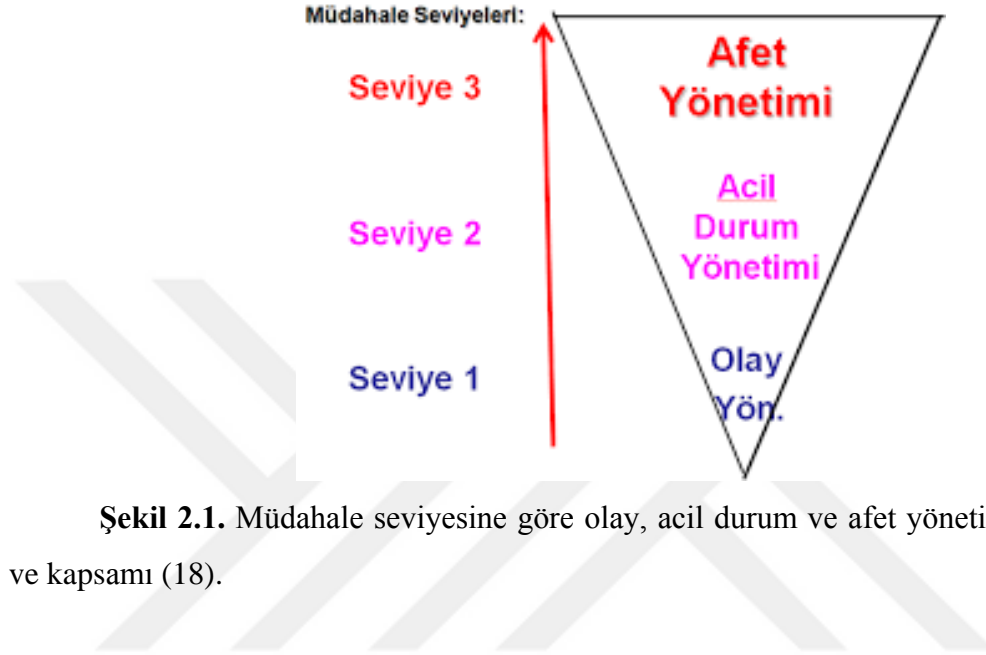 Müdahale Seviyeleri:
Seviye 3
Afet
Yönetimi
Seviye 2
Acil
Durum
Yönetimi
Seviye 1
Olay
Yön.
Şekil 2.1. Müdahale seviyesine göre olay, acil durum ve afet yöneti
ve kapsamı (18).